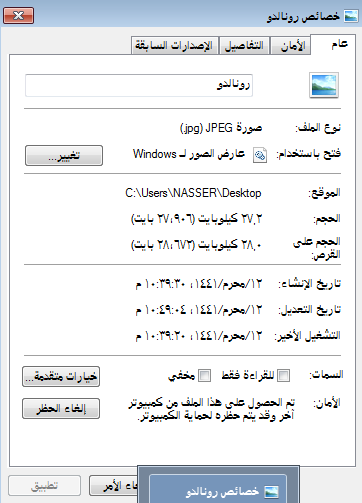 خصائص رونالدو
عام
الأمان
التفاصيل
الإصدارات السابقة
رونالدو
نوع الملف: صورة JPEG (.jpg)
فتح باستخدام: عارض الصور لـ Windows
تغيير...
الموقع: C:\Users\NASSER\Desktop
الحجم: ٢٧,٢ كيلوبايت (٢٧،٩٠٦ بايت)
الحجم على القرص: ٢٨,٠ كيلوبايت (٢٨،٦٧٢ بايت)
تاريخ الإنشاء: ١٢/محرم/١٤٤١، ١٠:٣٩:٣٠ م
تاريخ التعديل: ١٢/محرم/١٤٤١، ١٠:٤٩:٠٤ م
التشغيل الأخير: ١٢/محرم/١٤٤١، ١٠:٣٩:٢٠ م
السمات: للقراءة فقط مخفي
خيارات متقدمة...
الأمان: تم الحصول على هذا الملف من كمبيوتر
آخر وقد يتم حظره لحماية الكمبيوتر.
إلغاء الحظر
غاء الأمر
تطبيق
خصائص رونالدو